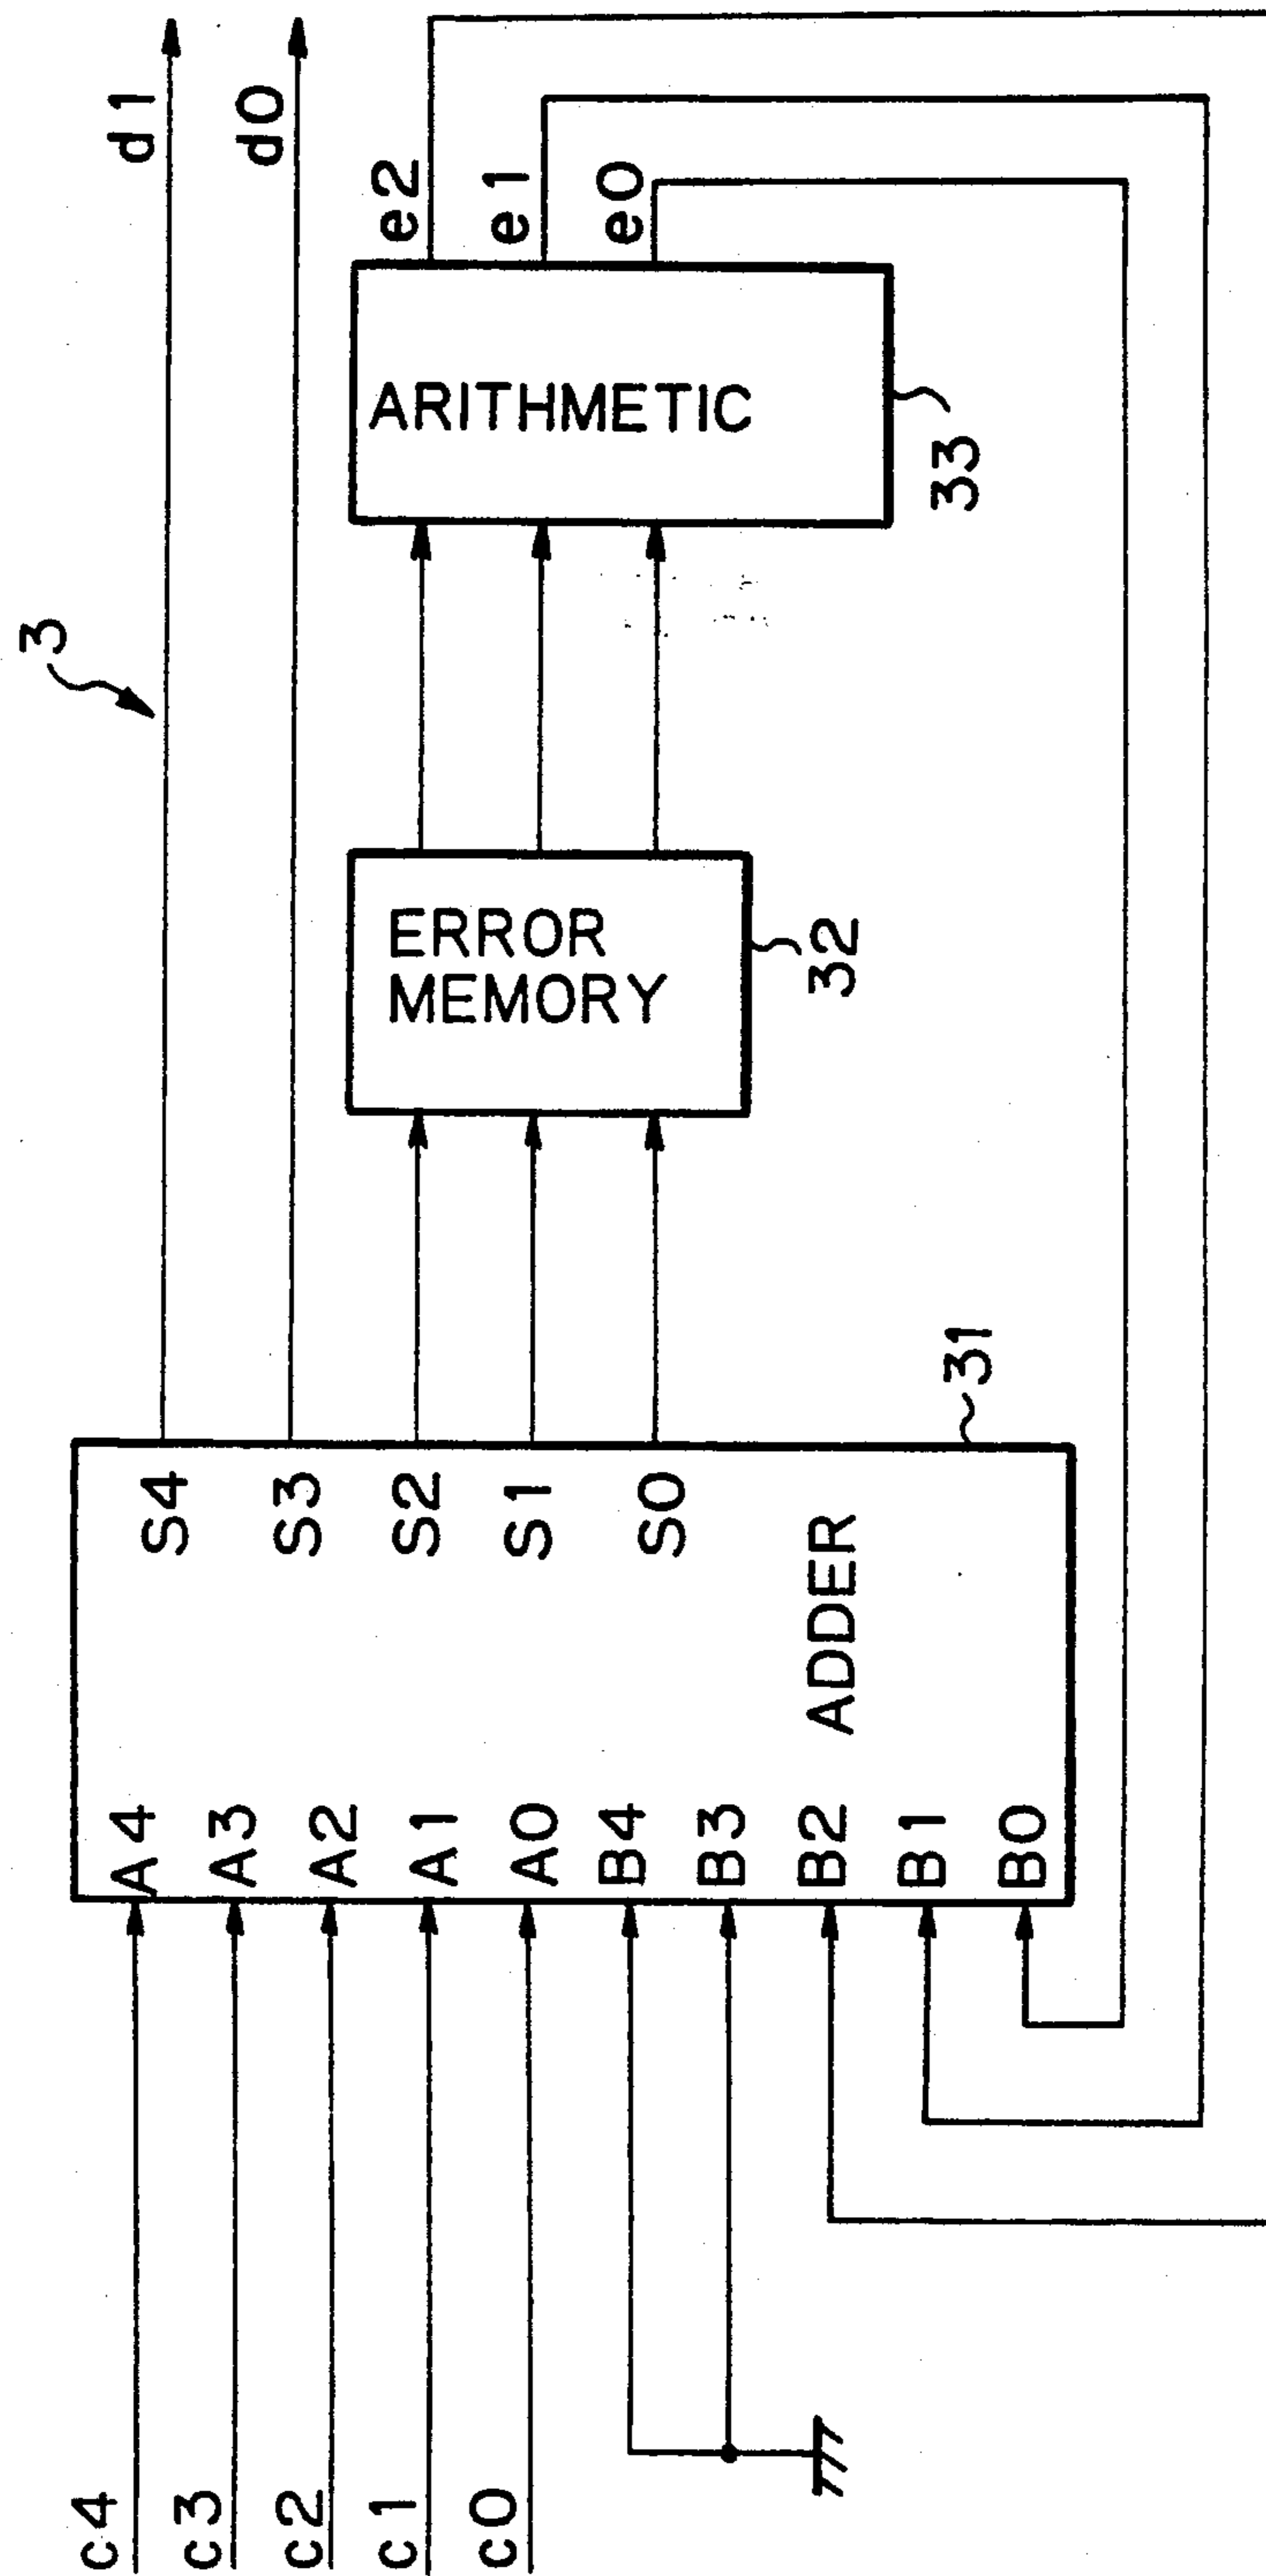 3
c4
c3
c2
c1
c0
A4
A3
A2
A1
A0
B4
B3
B2
B1
B0
ADDER
S4
S3
S2
S1
S0
31
ERROR
MEMORY
32
ARITHMETIC
33
d1
d0
e2
e1
e0